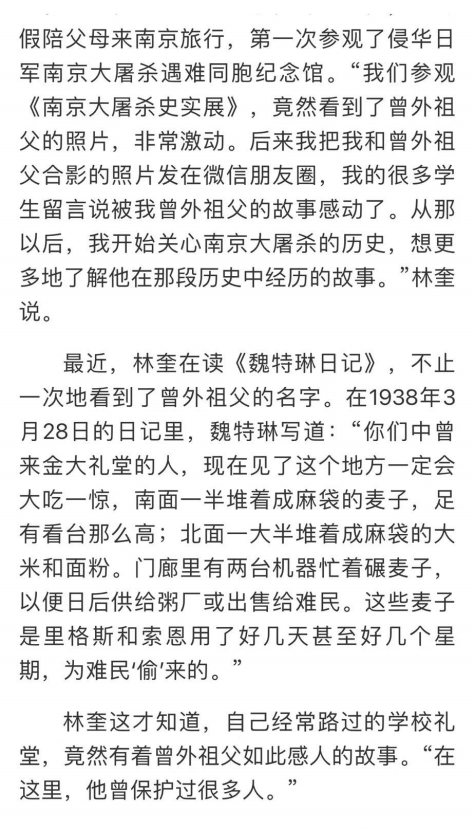 假陪父母来南京旅行，第一次参观了侵华日
军南京大屠杀遇难同胞纪念馆。“我们参观
《南京大屠杀史实展》，竟然看到了曾外祖
父的照片，非常激动。后来我把我和曾外祖
父合影的照片发在微信朋友圈，我的很多学
生留言说被我曾外祖父的故事感动了。从那
以后，我开始关心南京大屠杀的历史，想更
多地了解他在那段历史中经历的故事。”林奎
说。
最近，林奎在读《魏特琳日记》，不止
一次地看到了曾外祖父的名字。在1938年3
月28日的日记里，魏特琳写道：“你们中曾
来金大礼堂的人，现在见了这个地方一定会
大吃一惊，南面一半堆着成麻袋的麦子，足
有看台那么高；北面一大半堆着成麻袋的大
米和面粉。门廊里有两台机器忙着碾麦子，
以便日后供给粥厂或出售给难民。这些麦子
是里格斯和索恩用了好几天甚至好几个星
期，为难民‘偷’来的。”
林奎这才知道，自己经常路过的学校礼
堂，竟然有着曾外祖父如此感人的故事。“在
这里，他曾保护过很多人。”